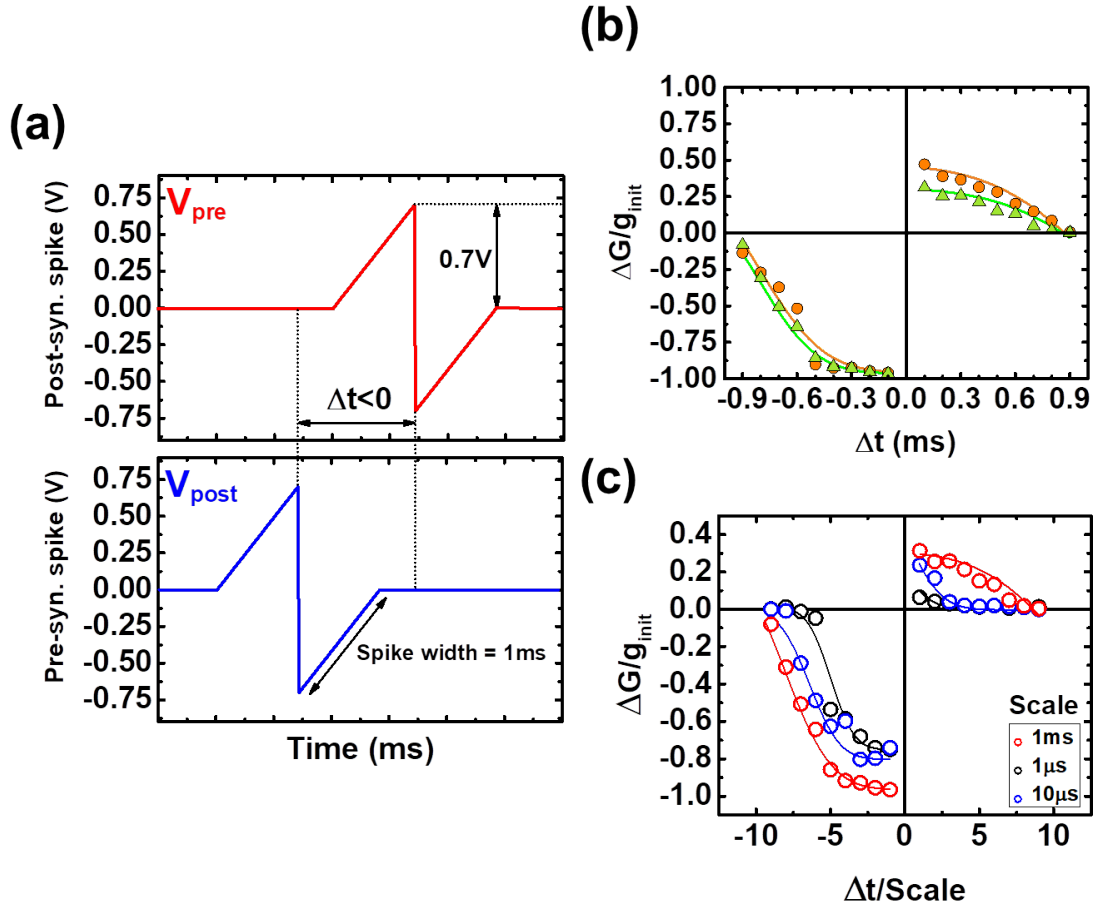 (a)
Post-syn. spike (V)
0.75
0.50
0.25
0.00
-0.25
-0.50
-0.75
Vpre
0.7V
Δt<0
Pre-syn. spike (V)
0.75
0.50
0.25
0.00
-0.25
-0.50
-0.75
Vpost
Spike width = 1ms
Time (ms)
(b)
ΔG/ginit
1.00
0.75
0.50
0.25
0.00
-0.25
-0.50
-0.75
-1.00
-0.9 -0.6 -0.3 0.0 0.3 0.6 0.9
Δt (ms)
(c)
ΔG/ginit
0.4
0.2
0.0
-0.2
-0.4
-0.6
-0.8
-1.0
Scale
1ms
1μs
10μs
-10 -5 0 5 10
Δt/Scale